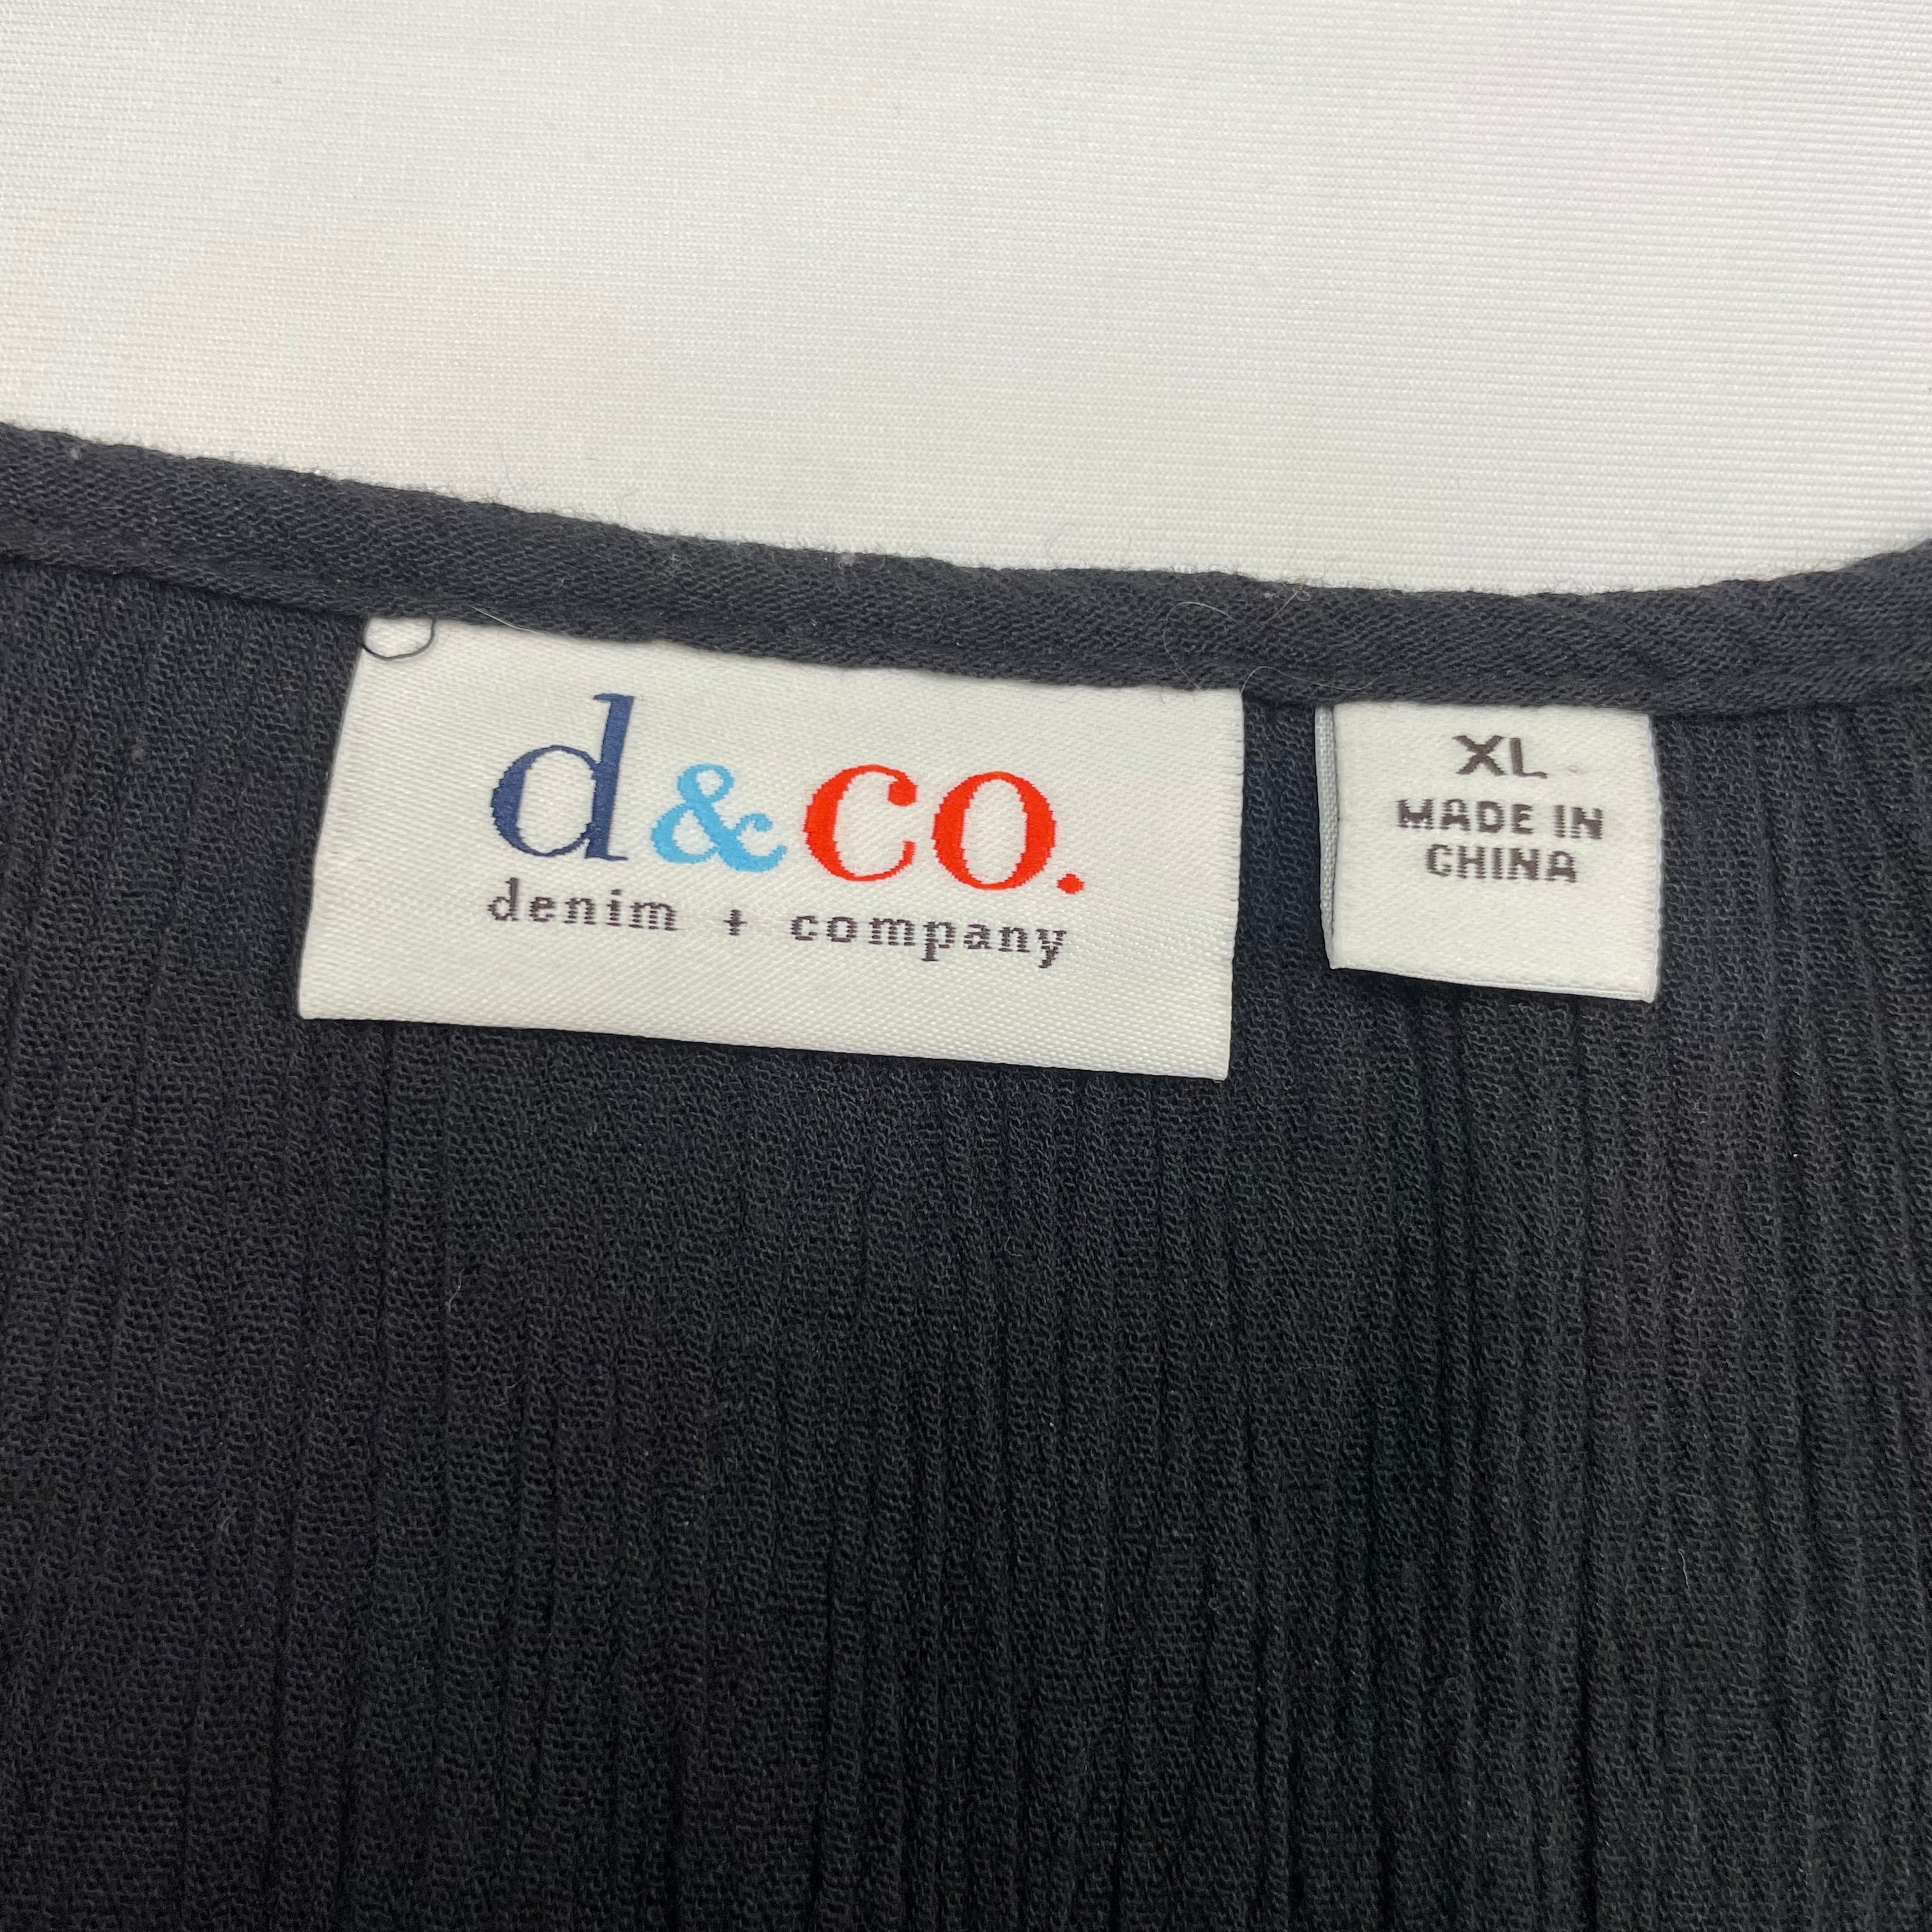 d&co.
denim + company
XL
MADE IN
CHINA